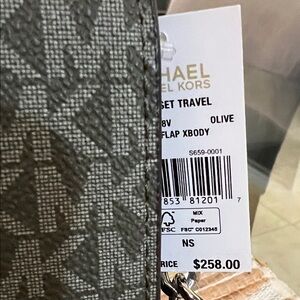 HAEL
EL KORS
SET TRAVEL
8V OLIVE
FLAP XBODY
S659-0001
853 81201 7
MIX
Paper
FSC FSC® C012345
NS
RICE $258.00